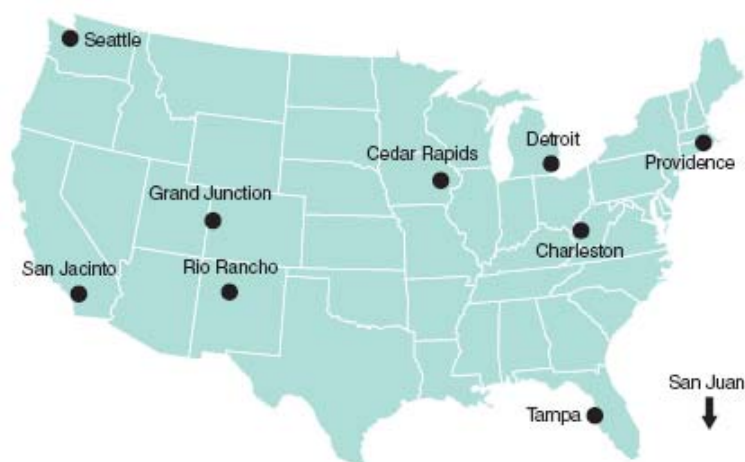 Seattle
Detroit
Cedar Rapids
Providence
Grand Junction
Charleston
San Jacinto
Rio Rancho
San Juan
Tampa